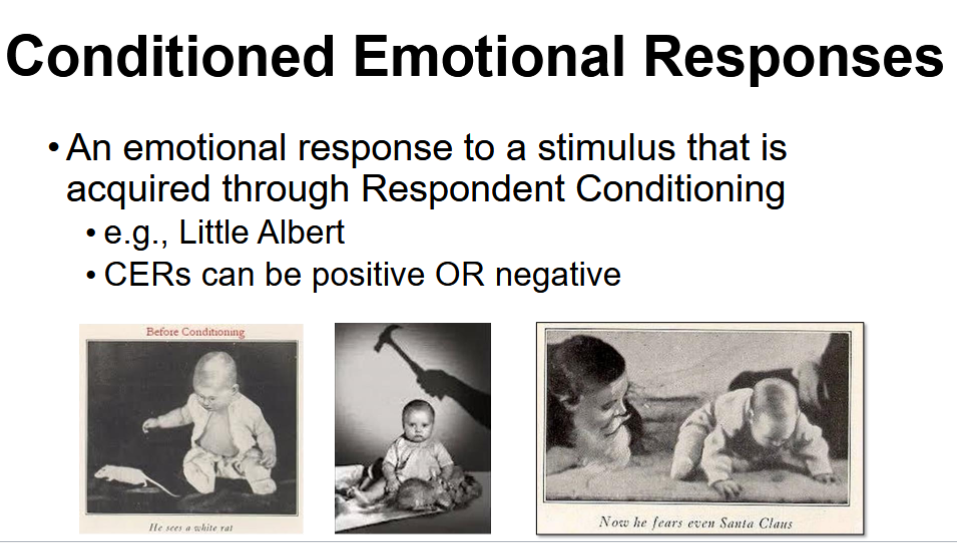 Conditioned Emotional Responses
• An emotional response to a stimulus that is
acquired through Respondent Conditioning
• e.g., Little Albert
• CERs can be positive OR negative
Before Conditioning
He sees a white rat
Now he fears even Santa Claus